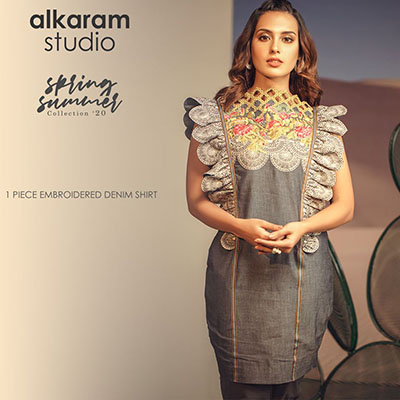 alkaram
studio
spring
summer
Collection '20
1 PIECE EMBROIDERED DENIM SHIRT